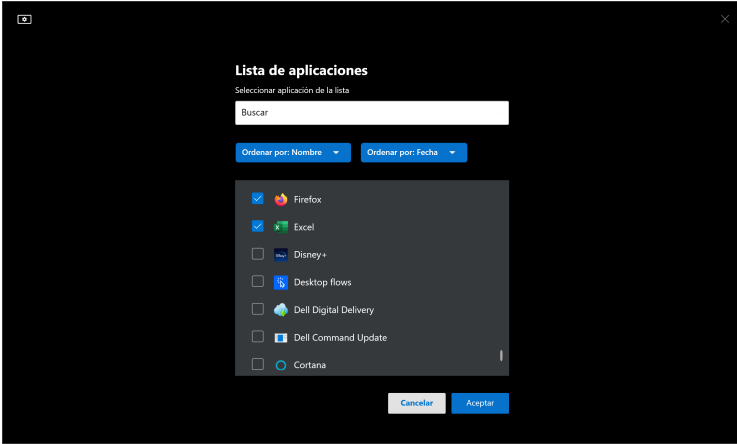 Lista de aplicaciones
Seleccionar aplicación de la lista
Buscar
Ordenar por: Nombre Ordenar por: Fecha
Firefox
Excel
Disney+
Desktop flows
Dell Digital Delivery
Dell Command Update
Cortana
Cancelar Aceptar